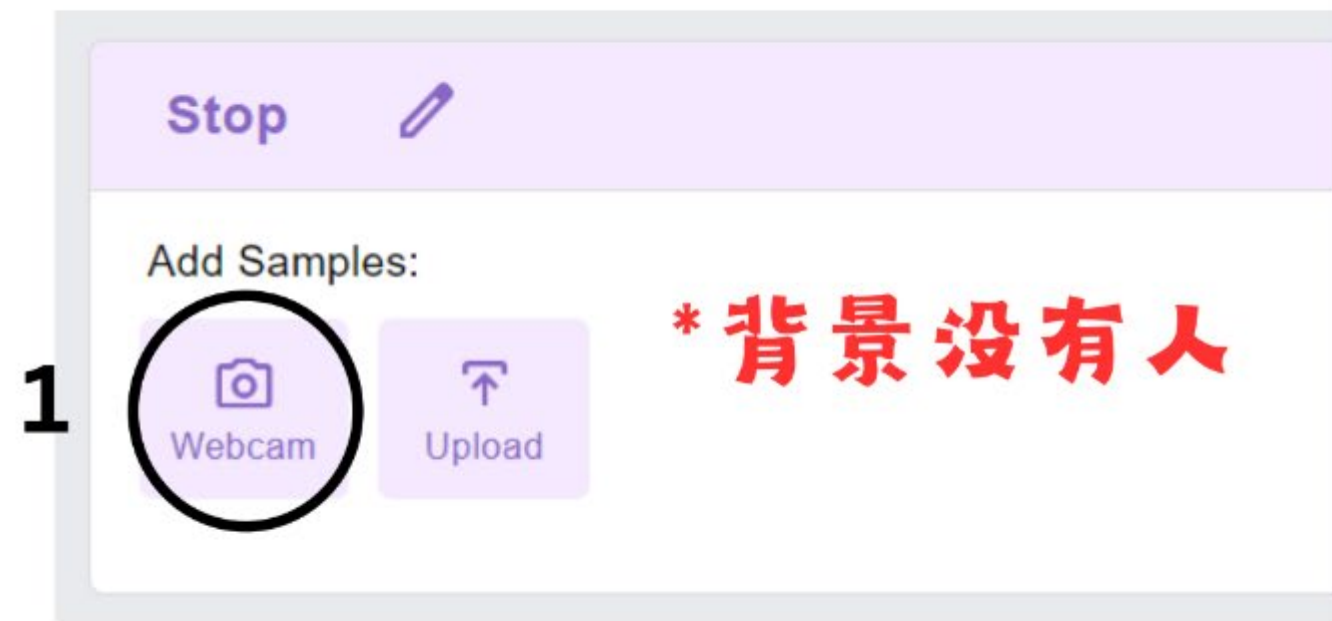 Stop
Add Samples:
*背景没有人
1
Webcam
Upload